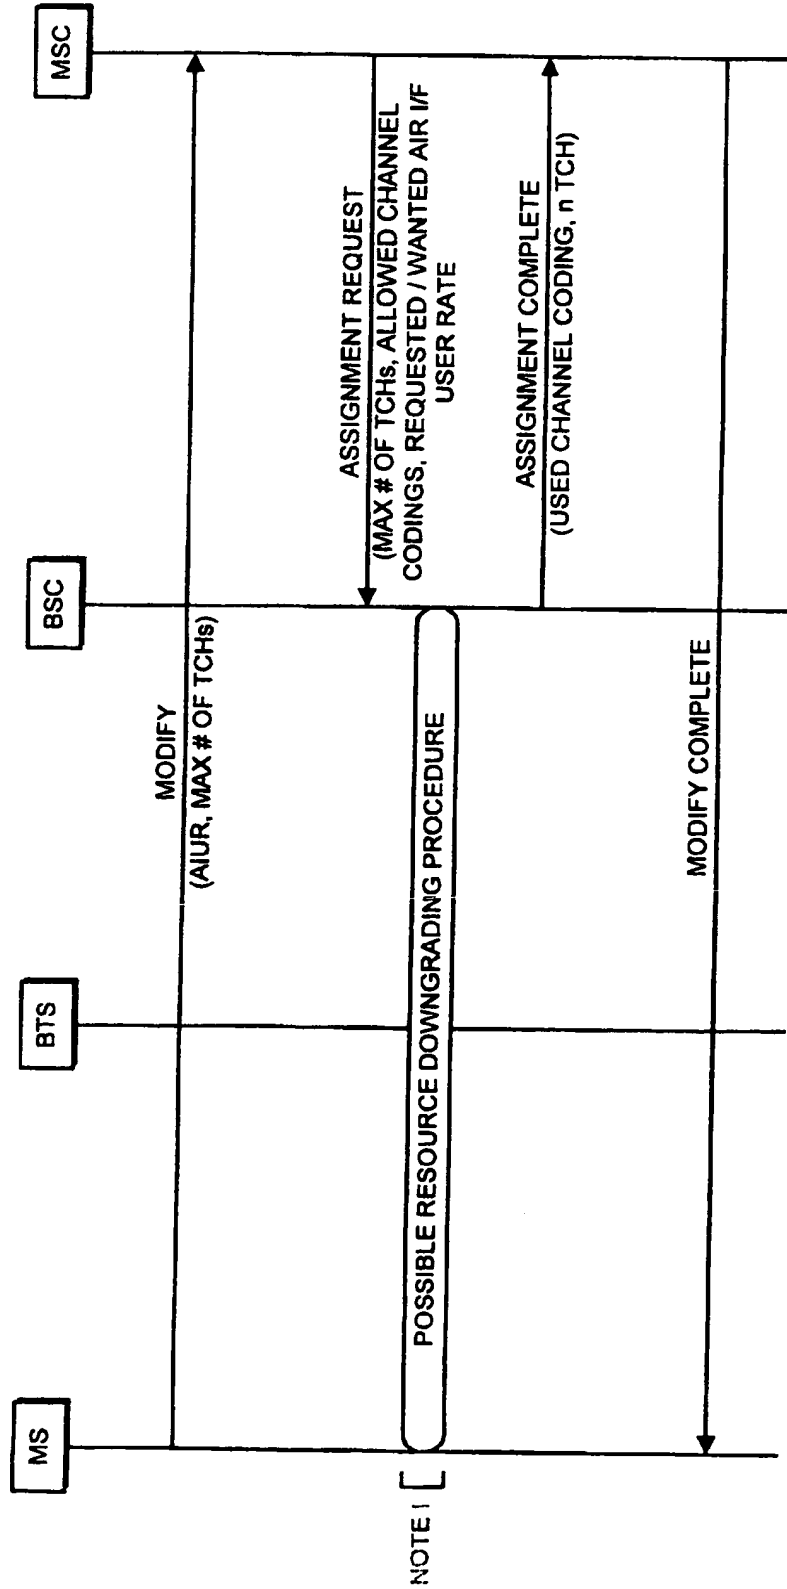 MS
BTS
BSC
MSC
MODIFY
(AIUR, MAX # OF TCHs)
ASSIGNMENT REQUEST
(MAX # OF TCHs, ALLOWED CHANNEL
CODINGS, REQUESTED / WANTED AIR I/F
USER RATE
NOTE I
POSSIBLE RESOURCE DOWNGRADING PROCEDURE
ASSIGNMENT COMPLETE
(USED CHANNEL CODING, n TCH)
MODIFY COMPLETE